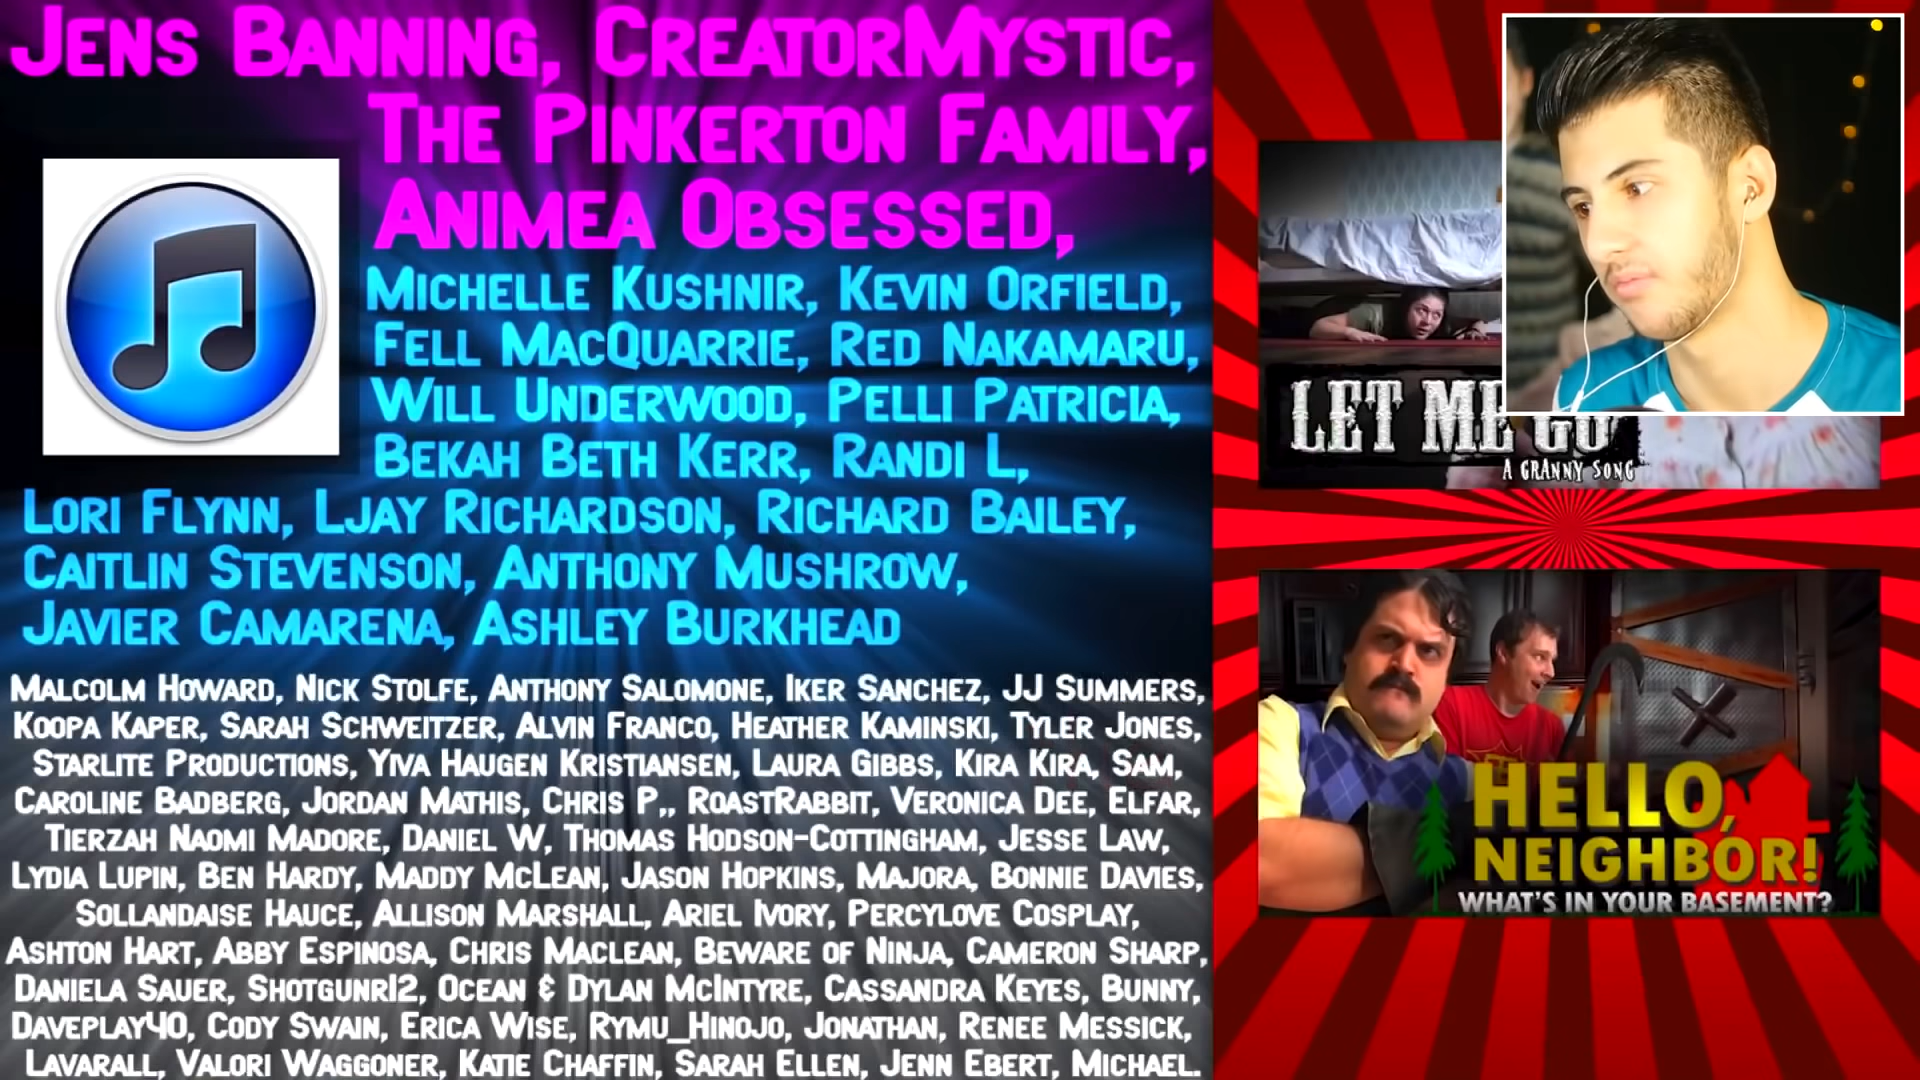 Jens Banning, CreatorMystic,
The Pinkerton Family,
Animea Obsessed,
Michelle Kushnir, Kevin Orfield,
Fell MacQuarrie, Red Nakamaru,
Will Underwood, Pelli Patricia,
Bekah Beth Kerr, Randi L,
Lori Flynn, Ljay Richardson, Richard Bailey,
Caitlin Stevenson, Anthony Mushrow,
Javier Camarena, Ashley Burkhead
Malcolm Howard, Nick Stolfe, Anthony Salomone, Iker Sanchez, JJ Summers,
Koopa Kaper, Sarah Schweitzer, Alvin Franco, Heather Kaminski, Tyler Jones,
Starlite Productions, Yiva Haugen Kristiansen, Laura Gibbs, Kira Kira, Sam,
Caroline Badberg, Jordan Mathis, Chris P,, RoastRabbit, Veronica Dee, Elfar,
Tierzah Naomi Madore, Daniel W, Thomas Hodson-Cottingham, Jesse Law,
Lydia Lupin, Ben Hardy, Maddy McLean, Jason Hopkins, Majora, Bonnie Davies,
Sollandaise Hauce, Allison Marshall, Ariel Ivory, Percylove Cosplay,
Ashton Hart, Abby Espinosa, Chris Maclean, Beware of Ninja, Cameron Sharp,
Daniela Sauer, Shotgunr12, Ocean & Dylan McIntyre, Cassandra Keyes, Bunny,
Daveplay40, Cody Swain, Erica Wise, Rymu_Hinojo, Jonathan, Renee Messick,
Lavarall, Valori Waggoner, Katie Chaffin, Sarah Ellen, Jenn Ebert, Michael.
LET ME GO
A GRANNY SONG
HELLO,
NEIGHBOR!
WHAT'S IN YOUR BASEMENT?